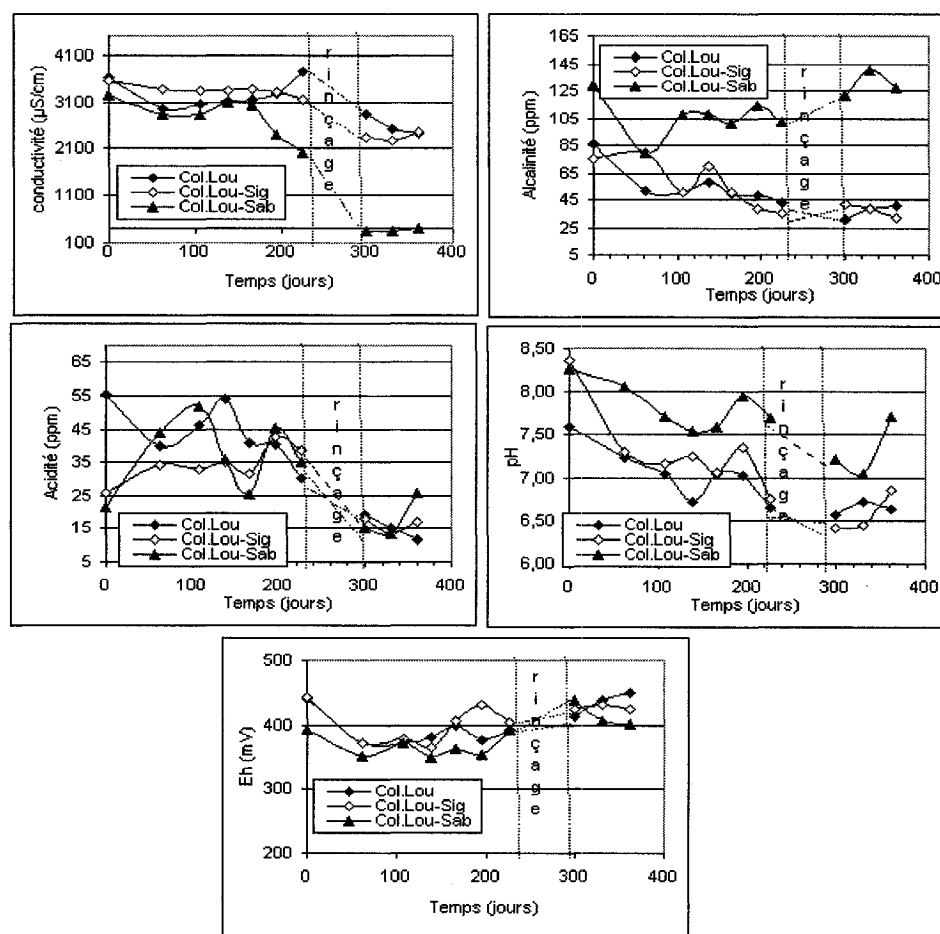 conductivité (µS/cm)
4100
3100
2100
1100
100
rinçage
Col.Lou
Col.Lou-Sig
Col.Lou-Sab
0
100
200
300
400
Temps (jours)
Alcalinité (ppm)
165
145
125
105
85
65
45
25
5
Col.Lou
Col.Lou-Sig
Col.Lou-Sab
rinçage
0
100
200
300
400
Temps (jours)
Acidité (ppm)
65
55
45
35
25
15
5
rinçage
Col.Lou
Col.Lou-Sig
Col.Lou-Sab
0
100
200
300
400
Temps (jours)
pH
8,50
8,00
7,50
7,00
6,50
6,00
rinçage
Col.Lou
Col.Lou-Sig
Col.Lou-Sab
0
100
200
300
400
Temps (jours)
Eh (mV)
500
400
300
200
rinçage
Col.Lou
Col.Lou-Sig
Col.Lou-Sab
0
100
200
300
400
Temps (jours)